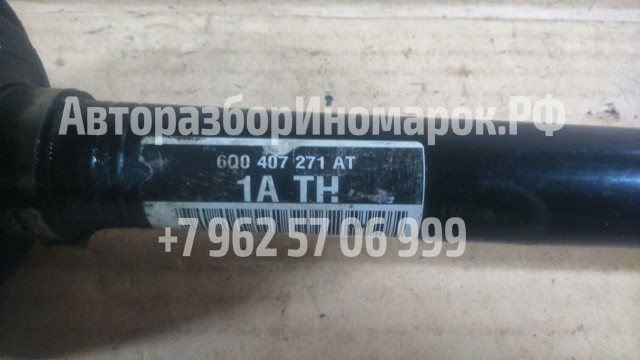 АвторазборИномарок.РФ
6Q0 407 271 AT
1A TH
+7 962 57 06 999